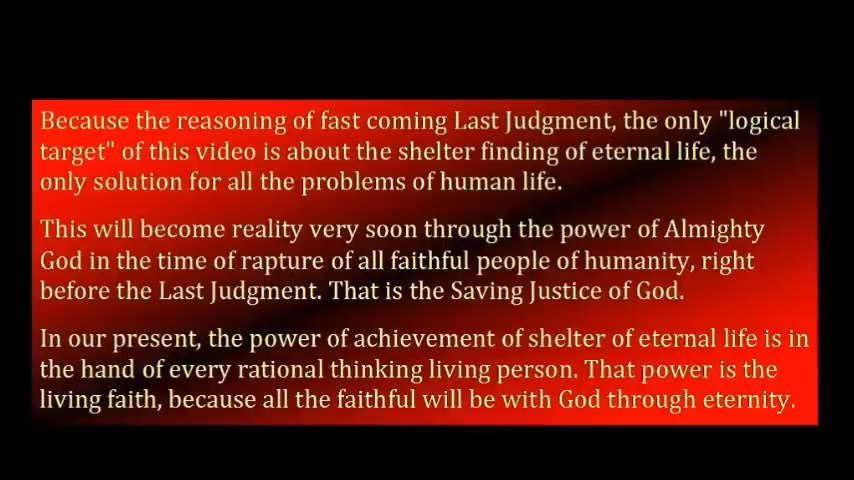 Because the reasoning of fast coming Last Judgment, the only "logical
target" of this video is about the shelter finding of eternal life, the
only solution for all the problems of human life.
This will become reality very soon through the power of Almighty
God in the time of rapture of all faithful people of humanity, right
before the Last Judgment. That is the Saving Justice of God.
In our present, the power of achievement of shelter of eternal life is in
the hand of every rational thinking living person. That power is the
living faith, because all the faithful will be with God through eternity.